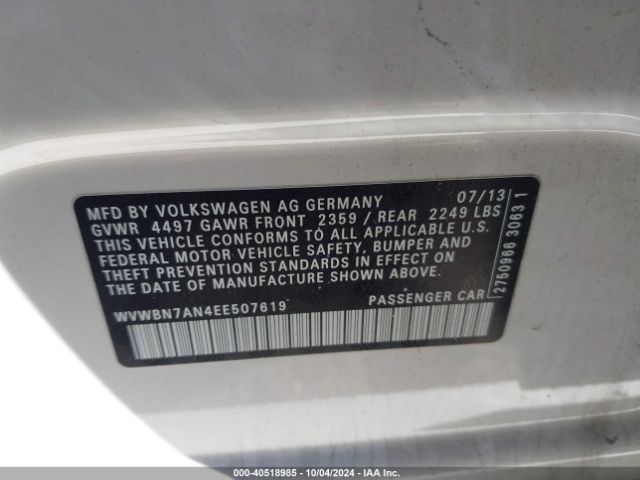 MFD BY VOLKSWAGEN AG GERMANY 07/13
GVWR 4497 GAWR FRONT 2359 / REAR 2249 LBS
THIS VEHICLE CONFORMS TO ALL APPLICABLE U.S.
FEDERAL MOTOR VEHICLE SAFETY, BUMPER AND
THEFT PREVENTION STANDARDS IN EFFECT ON
THE DATE OF MANUFACTURE SHOWN ABOVE.
WVWBN7AN4EE507619 PASSENGER CAR
2750966 30631
000-40518985 - 10/04/2024 - IAA Inc.